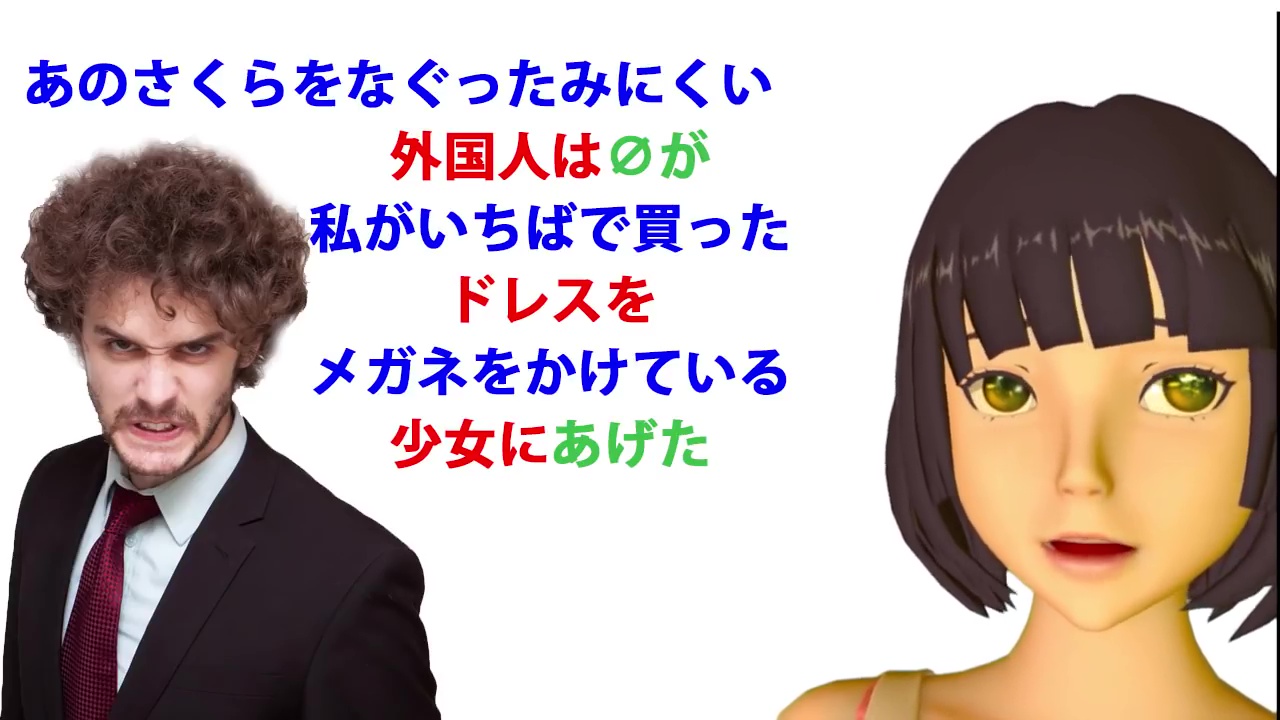 あのさくらをなぐったみにくい
外国人は∅が
私がいちばで買った
ドレスを
メガネをかけている
少女にあげた